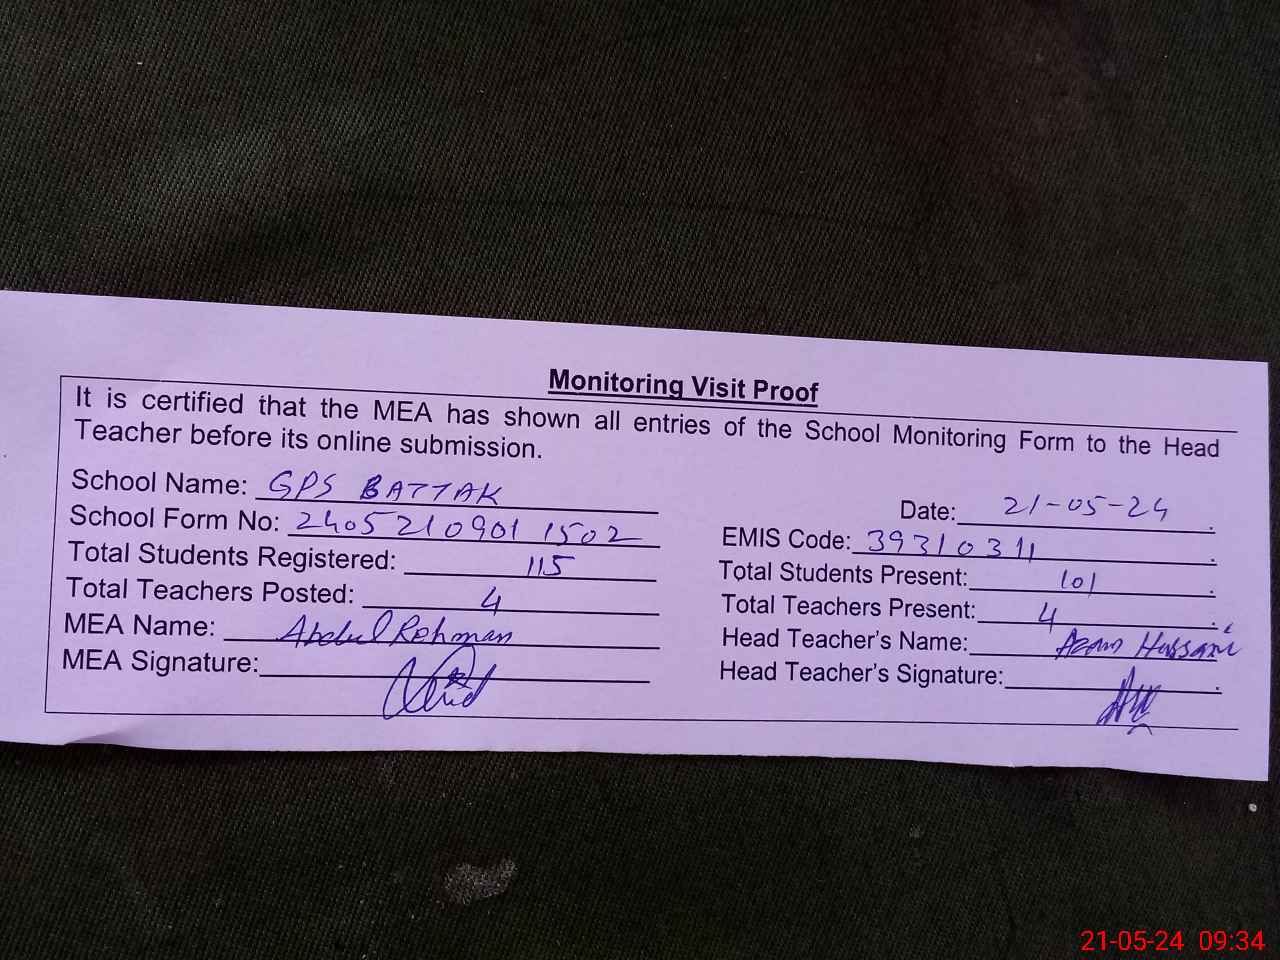 Monitoring Visit Proof
It is certified that the MEA has shown all entries of the School Monitoring Form to the Head
Teacher before its online submission.
School Name: GPS BATTAK
Date: 21-05-24
School Form No: 2405210901 1502
EMIS Code: 39310311
Total Students Registered: 115
Total Students Present: 101
Total Teachers Posted: 4
Total Teachers Present: 4
MEA Name: Abdul Rehman
Head Teacher's Name: Azam Hussain
MEA Signature:
Head Teacher's Signature:
21-05-24 09:34